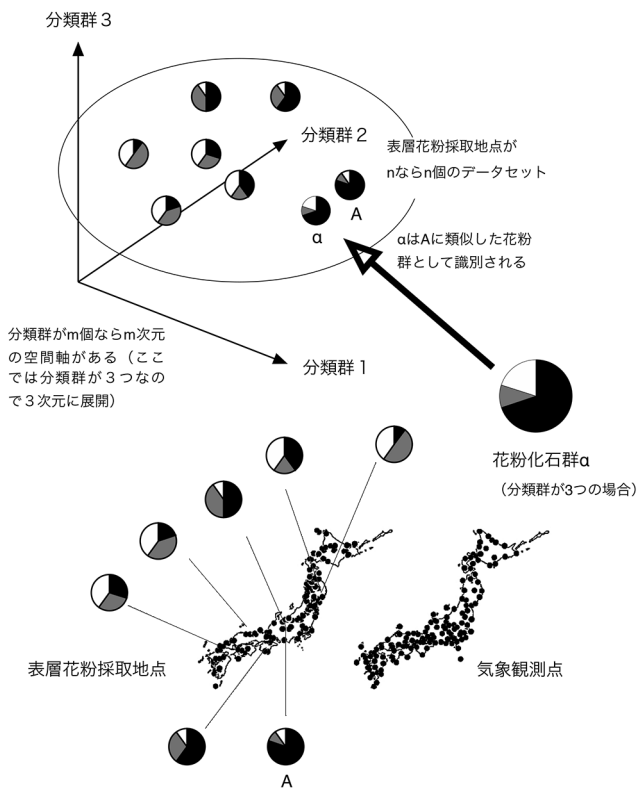 分類群3
分類群2
表層花粉採取地点が
nならn個のデータセット
A
α
αはAに類似した花粉
群として識別される
分類群がm個ならm次元
の空間軸がある（ここ
では分類群が3つなの
で3次元に展開）
分類群1
花粉化石群α
（分類群が3つの場合）
表層花粉採取地点
気象観測点
A